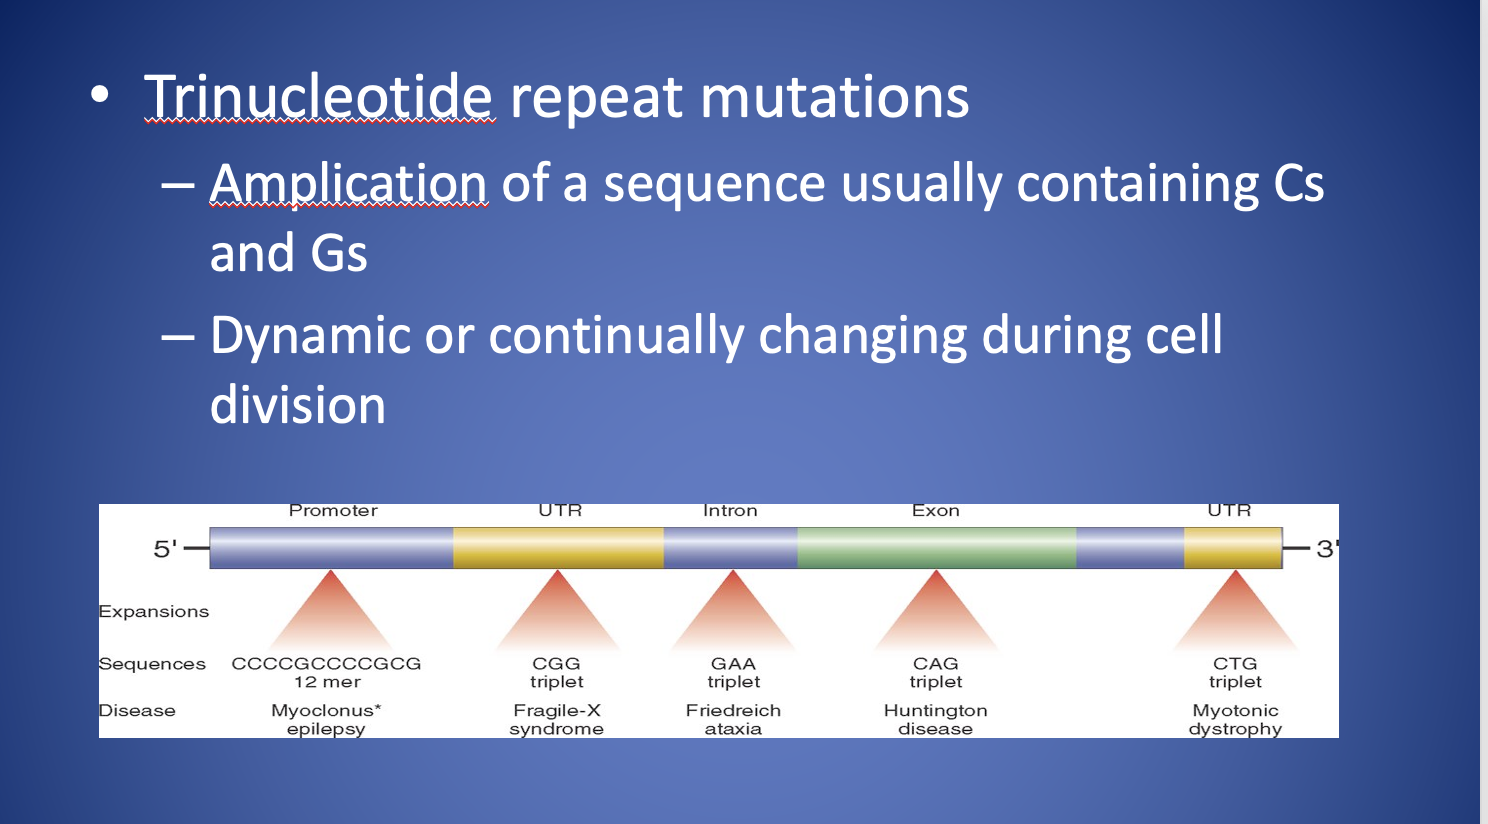 • Trinucleotide repeat mutations
– Amplication of a sequence usually containing Cs
and Gs
– Dynamic or continually changing during cell
division
Promoter UTR Intron Exon UTR
5' 3'
Expansions
Sequences CCCCGCCCCGCG CGG GAA CAG CTG
12 mer triplet triplet triplet triplet
Disease Myoclonus* Fragile-X Friedreich Huntington Myotonic
epilepsy syndrome ataxia disease dystrophy